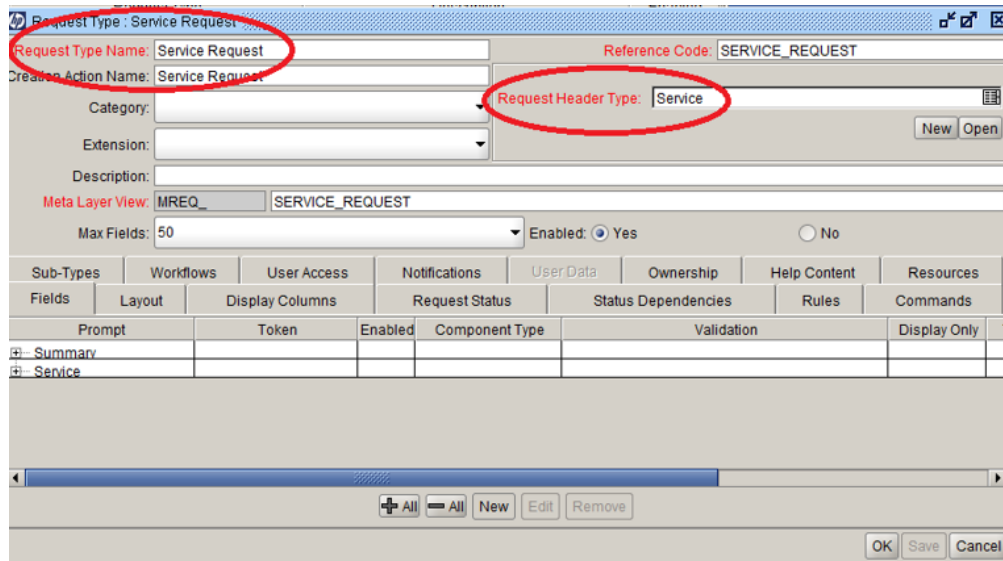 Request Type : Service Request
Request Type Name: Service Request Reference Code: SERVICE_REQUEST
Creation Action Name: Service Request
Request Header Type: Service
Category:
New Open
Extension:
Description:
Meta Layer View: MREQ_ SERVICE_REQUEST
Max Fields: 50 Enabled: Yes No
Sub-Types Workflows User Access Notifications User Data Ownership Help Content Resources
Fields Layout Display Columns Request Status Status Dependencies Rules Commands
Prompt Token Enabled Component Type Validation Display Only
Summary
Service
All All New Edit Remove
OK Save Cancel